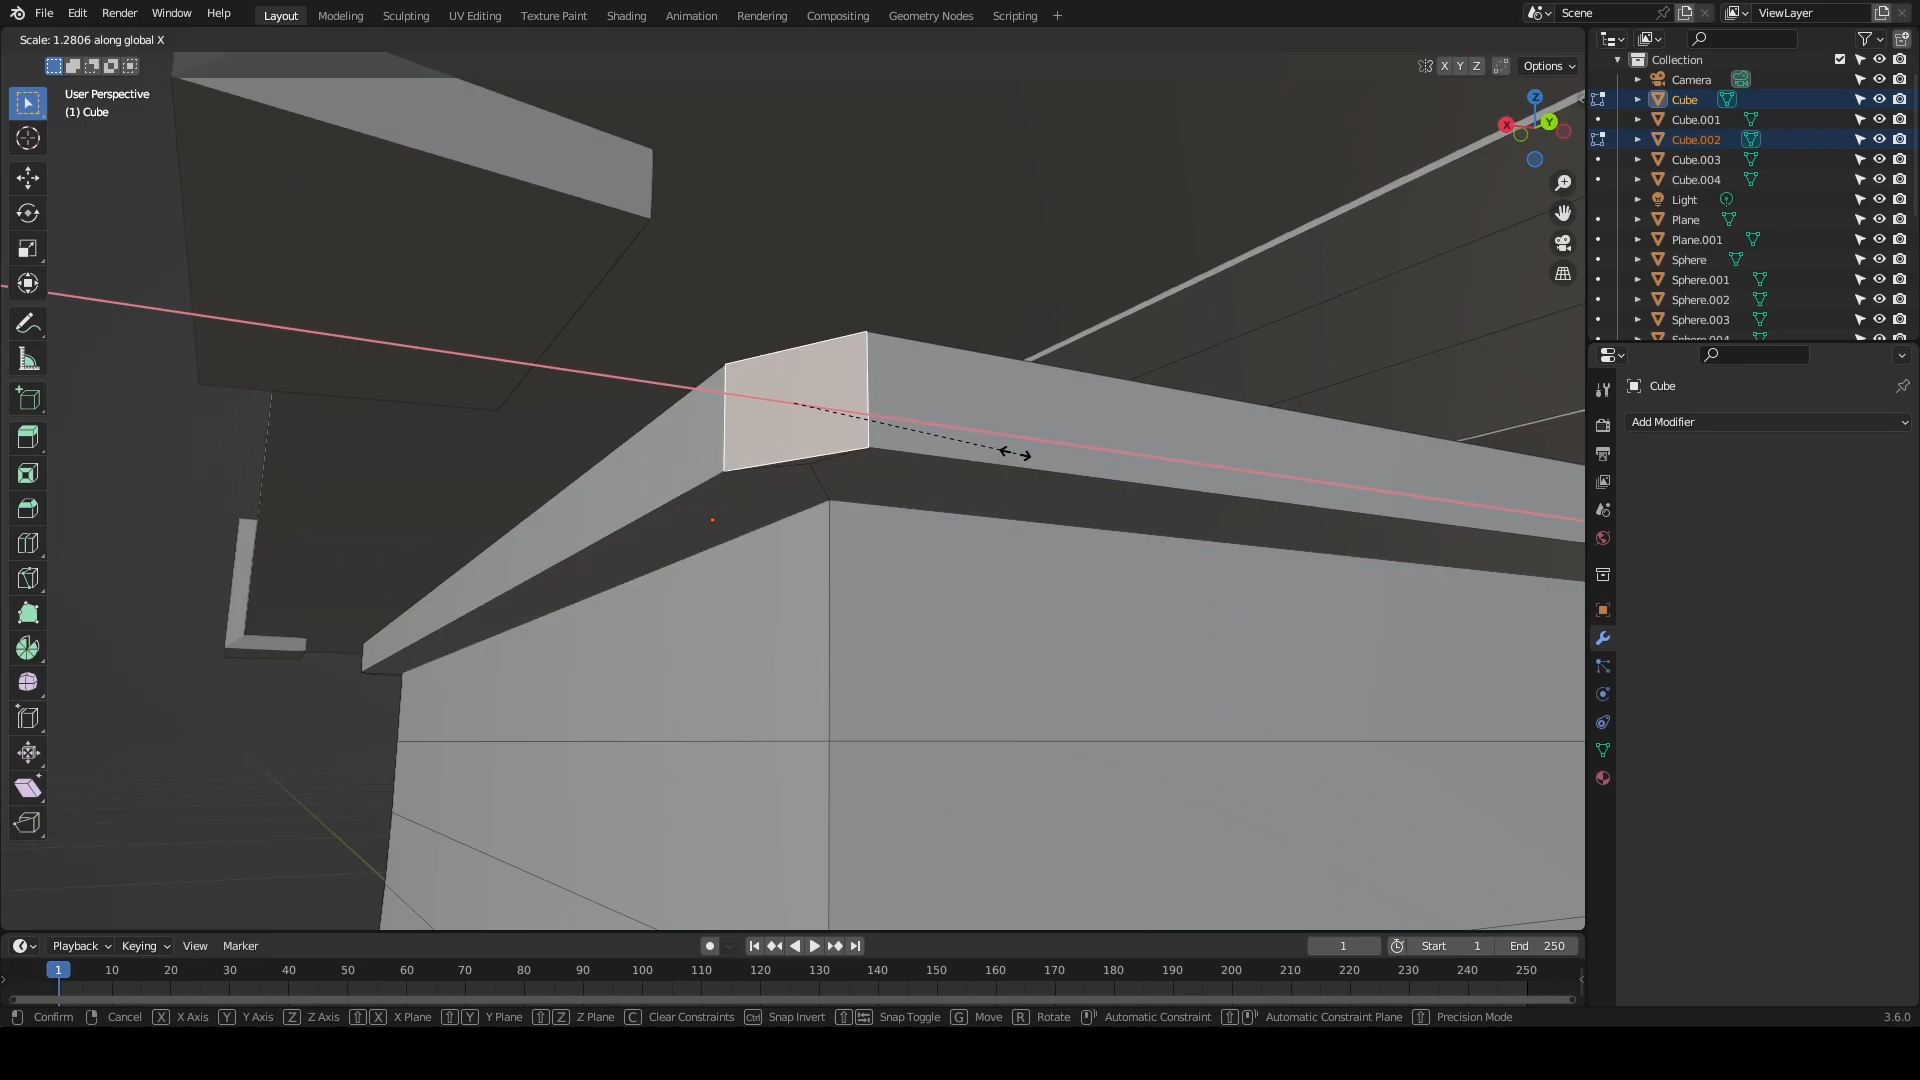 File Edit Render Window Help Layout Modeling Sculpting UV Editing Texture Paint Shading Animation Rendering Compositing Geometry Nodes Scripting + Scene ViewLayer
Scale: 1.2806 along global X
X Y Z Options
User Perspective
(1) Cube
Z
X Y
Collection
Camera
Cube
Cube.001
Cube.002
Cube.003
Cube.004
Light
Plane
Plane.001
Sphere
Sphere.001
Sphere.002
Sphere.003
Sphere.004
Cube
Add Modifier
Playback Keying View Marker 1 Start 1 End 250
1 10 20 30 40 50 60 70 80 90 100 110 120 130 140 150 160 170 180 190 200 210 220 230 240 250
Confirm Cancel X X Axis Y Y Axis Z Z Axis X X Plane Y Y Plane Z Z Plane C Clear Constraints Ctrl Snap Invert Snap Toggle G Move R Rotate Automatic Constraint Automatic Constraint Plane Precision Mode 3.6.0